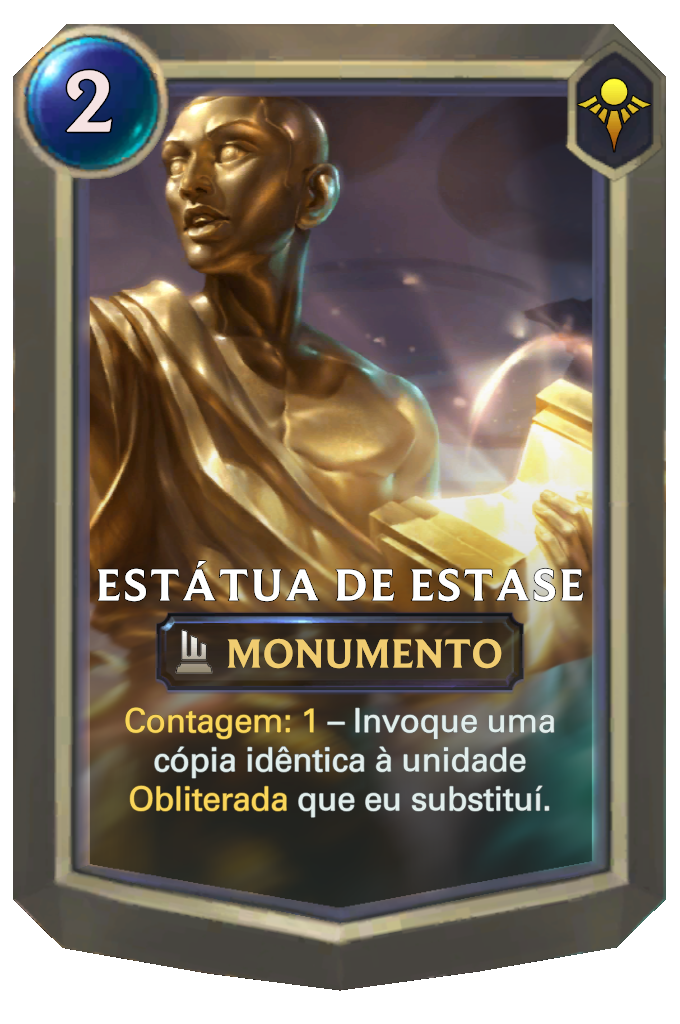 2
ESTÁTUA DE ESTASE
MONUMENTO
Contagem: 1 – Invoque uma
cópia idêntica à unidade
Obliterada que eu substituí.